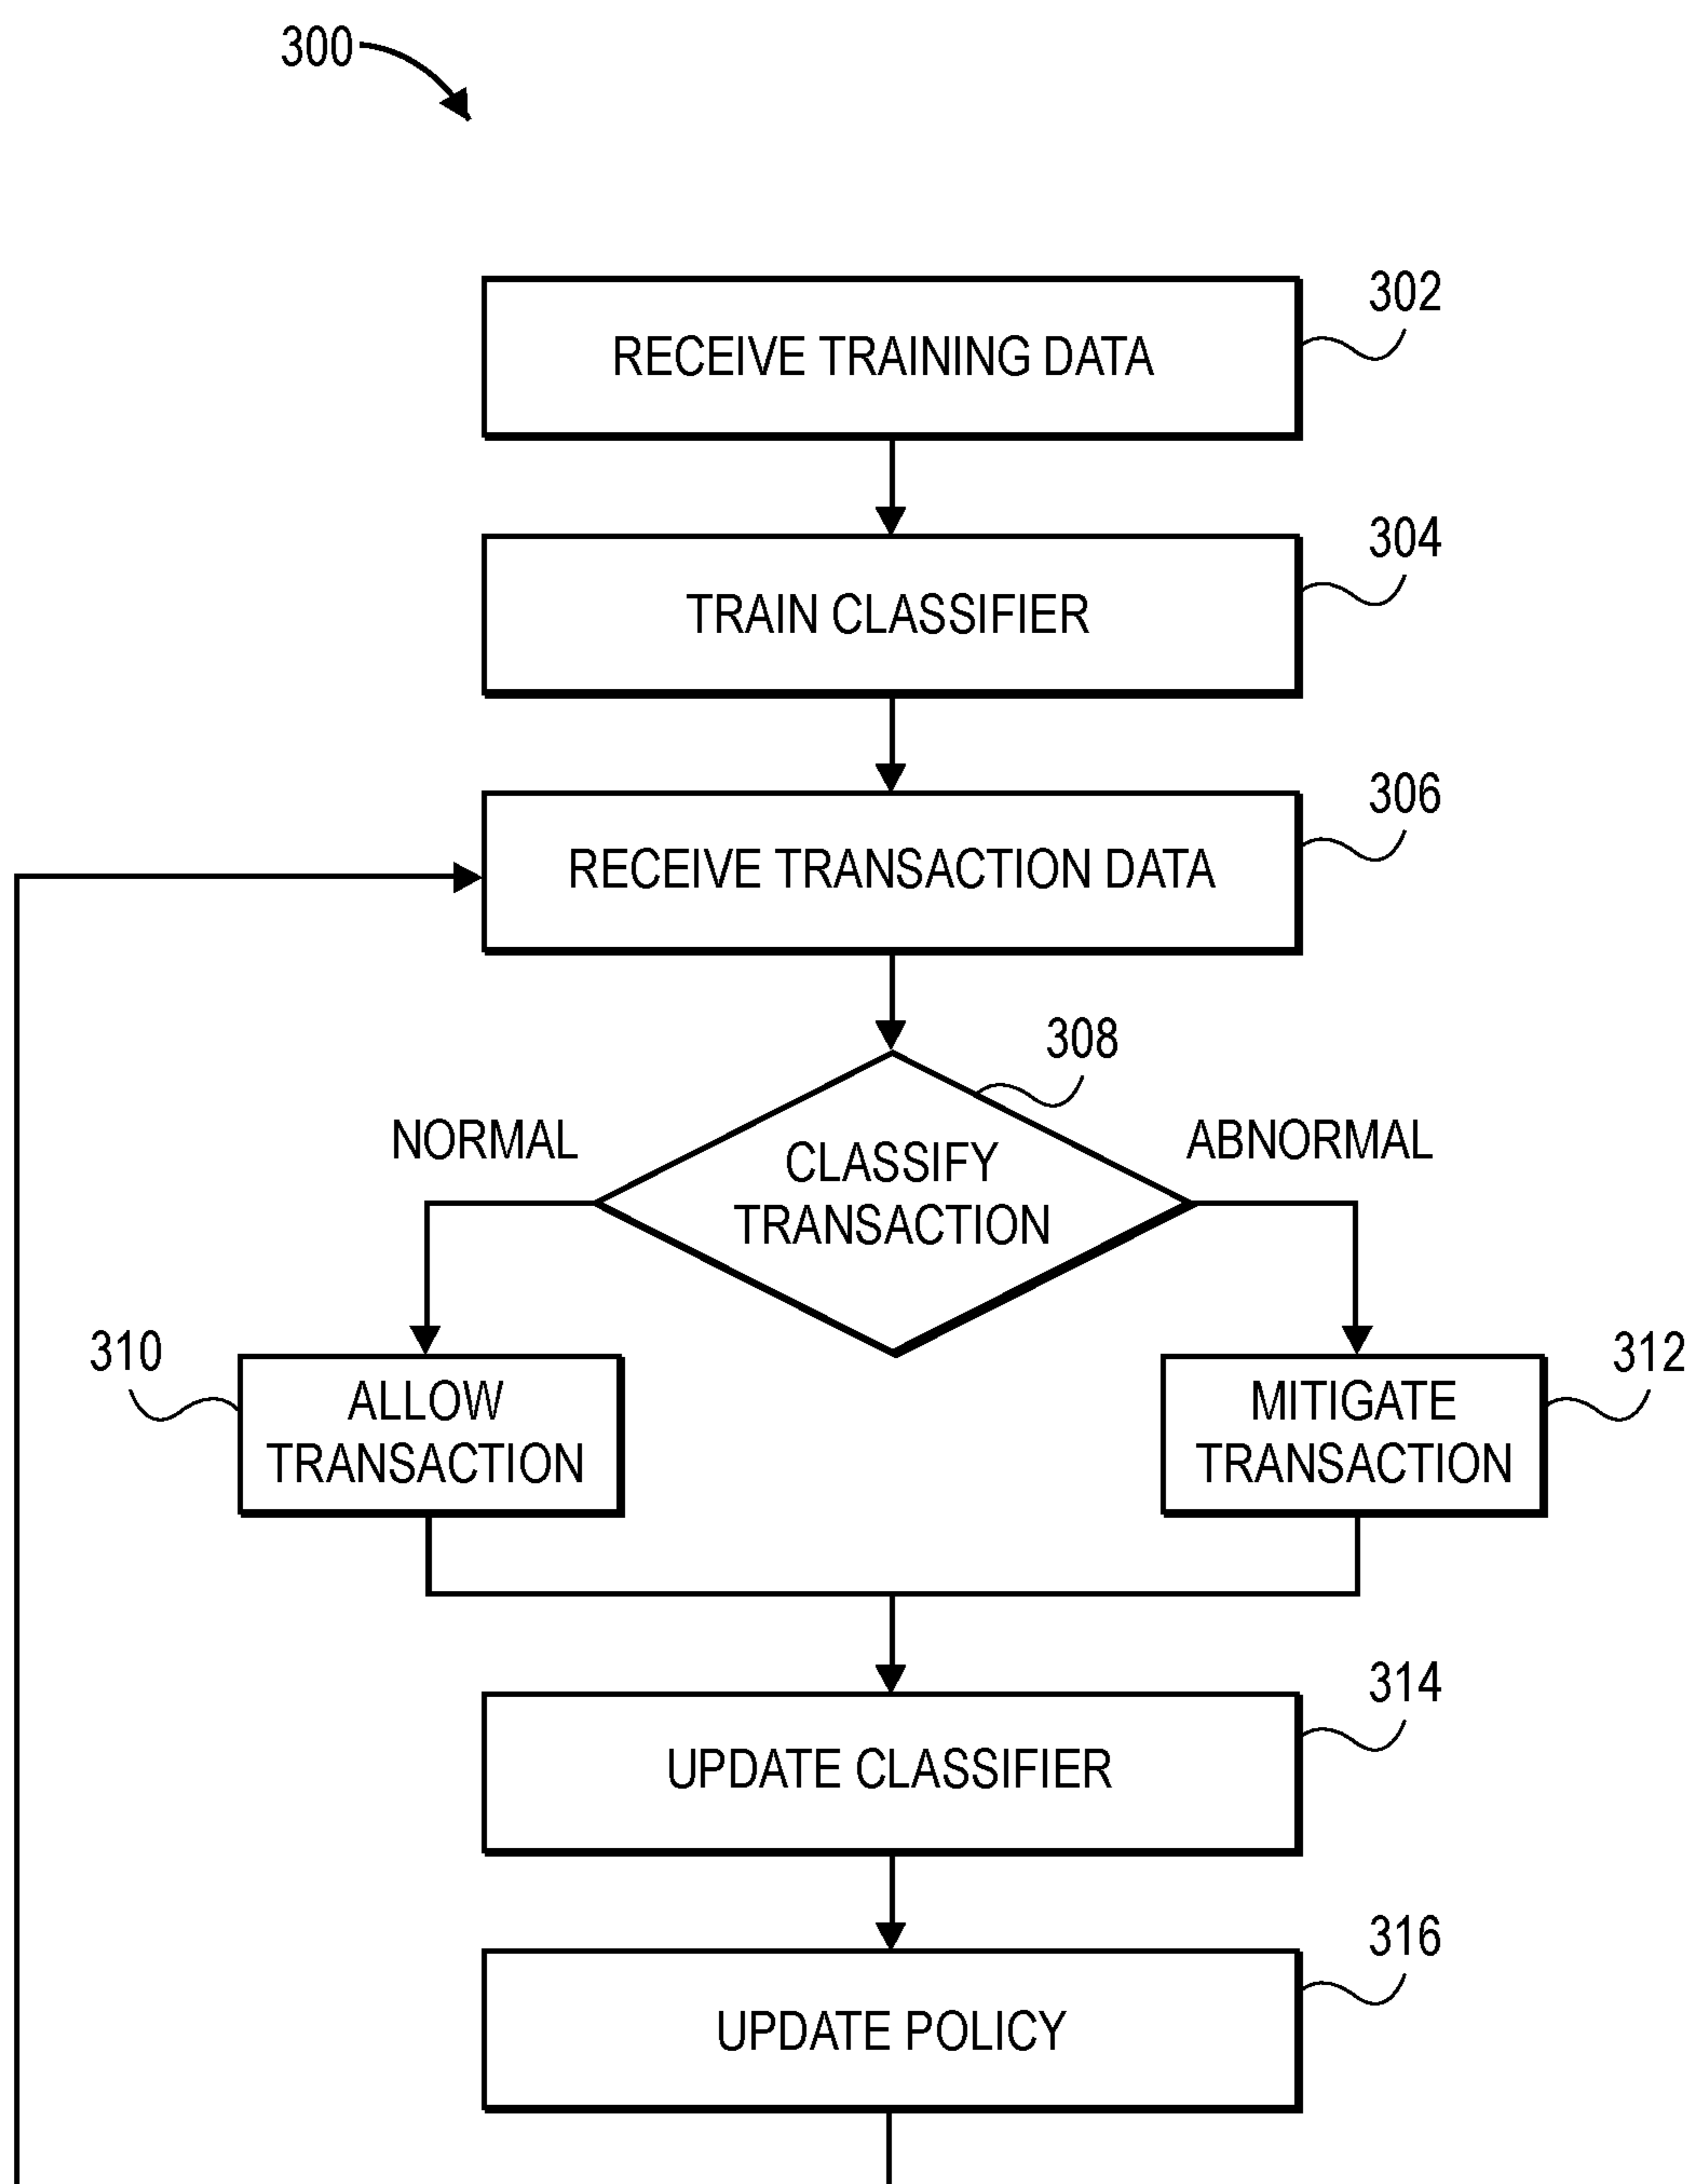 300
302
RECEIVE TRAINING DATA
304
TRAIN CLASSIFIER
306
RECEIVE TRANSACTION DATA
308
NORMAL
ABNORMAL
CLASSIFY
TRANSACTION
310
ALLOW
TRANSACTION
312
MITIGATE
TRANSACTION
314
UPDATE CLASSIFIER
316
UPDATE POLICY